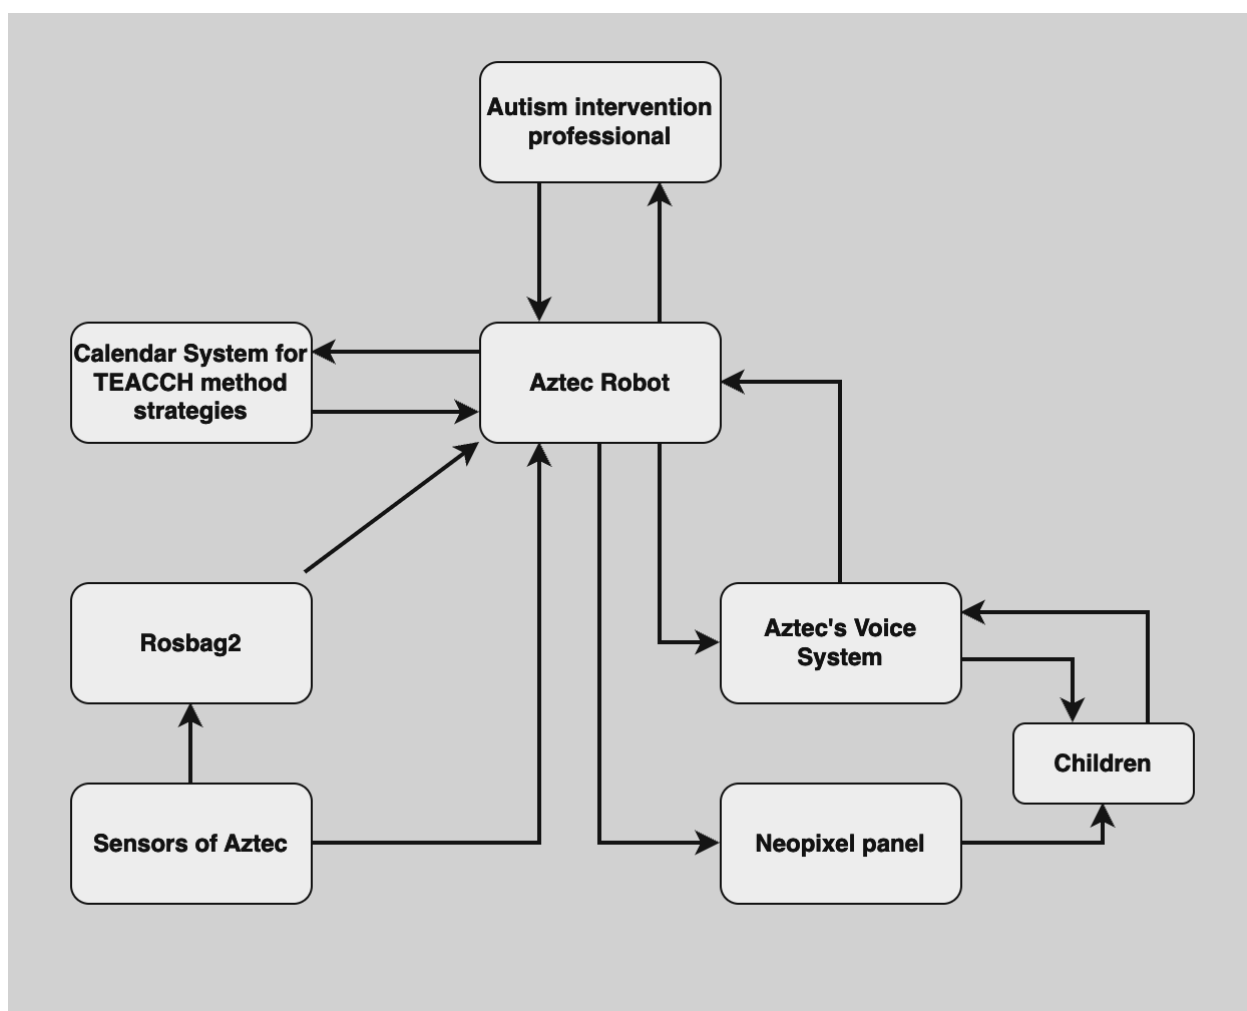 Autism intervention
professional
Calendar System for
TEACCH method
strategies
Aztec Robot
Rosbag2
Aztec's Voice
System
Children
Sensors of Aztec
Neopixel panel